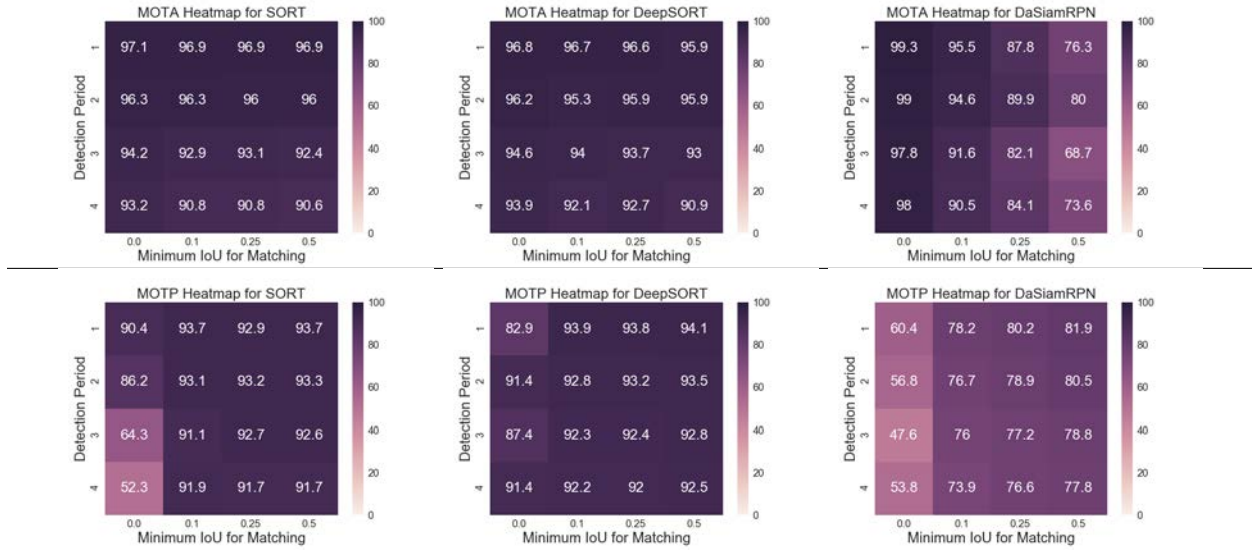 MOTA Heatmap for SORT
Detection Period
1 97.1 96.9 96.9 96.9
2 96.3 96.3 96 96
3 94.2 92.9 93.1 92.4
4 93.2 90.8 90.8 90.6
0.0 0.1 0.25 0.5
Minimum IoU for Matching
100
80
60
40
20
0
MOTA Heatmap for DeepSORT
Detection Period
1 96.8 96.7 96.6 95.9
2 96.2 95.3 95.9 95.9
3 94.6 94 93.7 93
4 93.9 92.1 92.7 90.9
0.0 0.1 0.25 0.5
Minimum IoU for Matching
100
80
60
40
20
0
MOTA Heatmap for DaSiamRPN
Detection Period
1 99.3 95.5 87.8 76.3
2 99 94.6 89.9 80
3 97.8 91.6 82.1 68.7
4 98 90.5 84.1 73.6
0.0 0.1 0.25 0.5
Minimum IoU for Matching
100
80
60
40
20
0
MOTP Heatmap for SORT
Detection Period
1 90.4 93.7 92.9 93.7
2 86.2 93.1 93.2 93.3
3 64.3 91.1 92.7 92.6
4 52.3 91.9 91.7 91.7
0.0 0.1 0.25 0.5
Minimum IoU for Matching
100
80
60
40
20
0
MOTP Heatmap for DeepSORT
Detection Period
1 82.9 93.9 93.8 94.1
2 91.4 92.8 93.2 93.5
3 87.4 92.3 92.4 92.8
4 91.4 92.2 92 92.5
0.0 0.1 0.25 0.5
Minimum IoU for Matching
100
80
60
40
20
0
MOTP Heatmap for DaSiamRPN
Detection Period
1 60.4 78.2 80.2 81.9
2 56.8 76.7 78.9 80.5
3 47.6 76 77.2 78.8
4 53.8 73.9 76.6 77.8
0.0 0.1 0.25 0.5
Minimum IoU for Matching
100
80
60
40
20
0